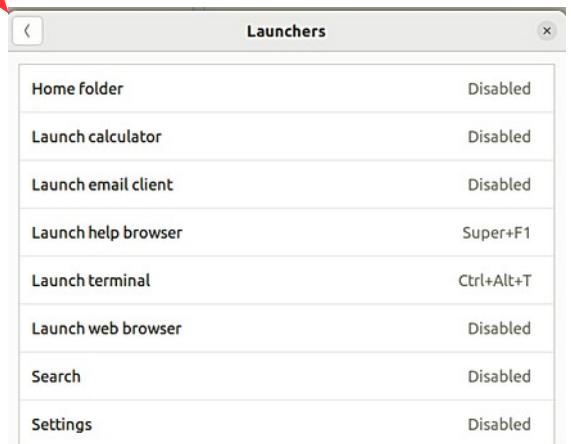 Launchers
Home folder Disabled
Launch calculator Disabled
Launch email client Disabled
Launch help browser Super+F1
Launch terminal Ctrl+Alt+T
Launch web browser Disabled
Search Disabled
Settings Disabled